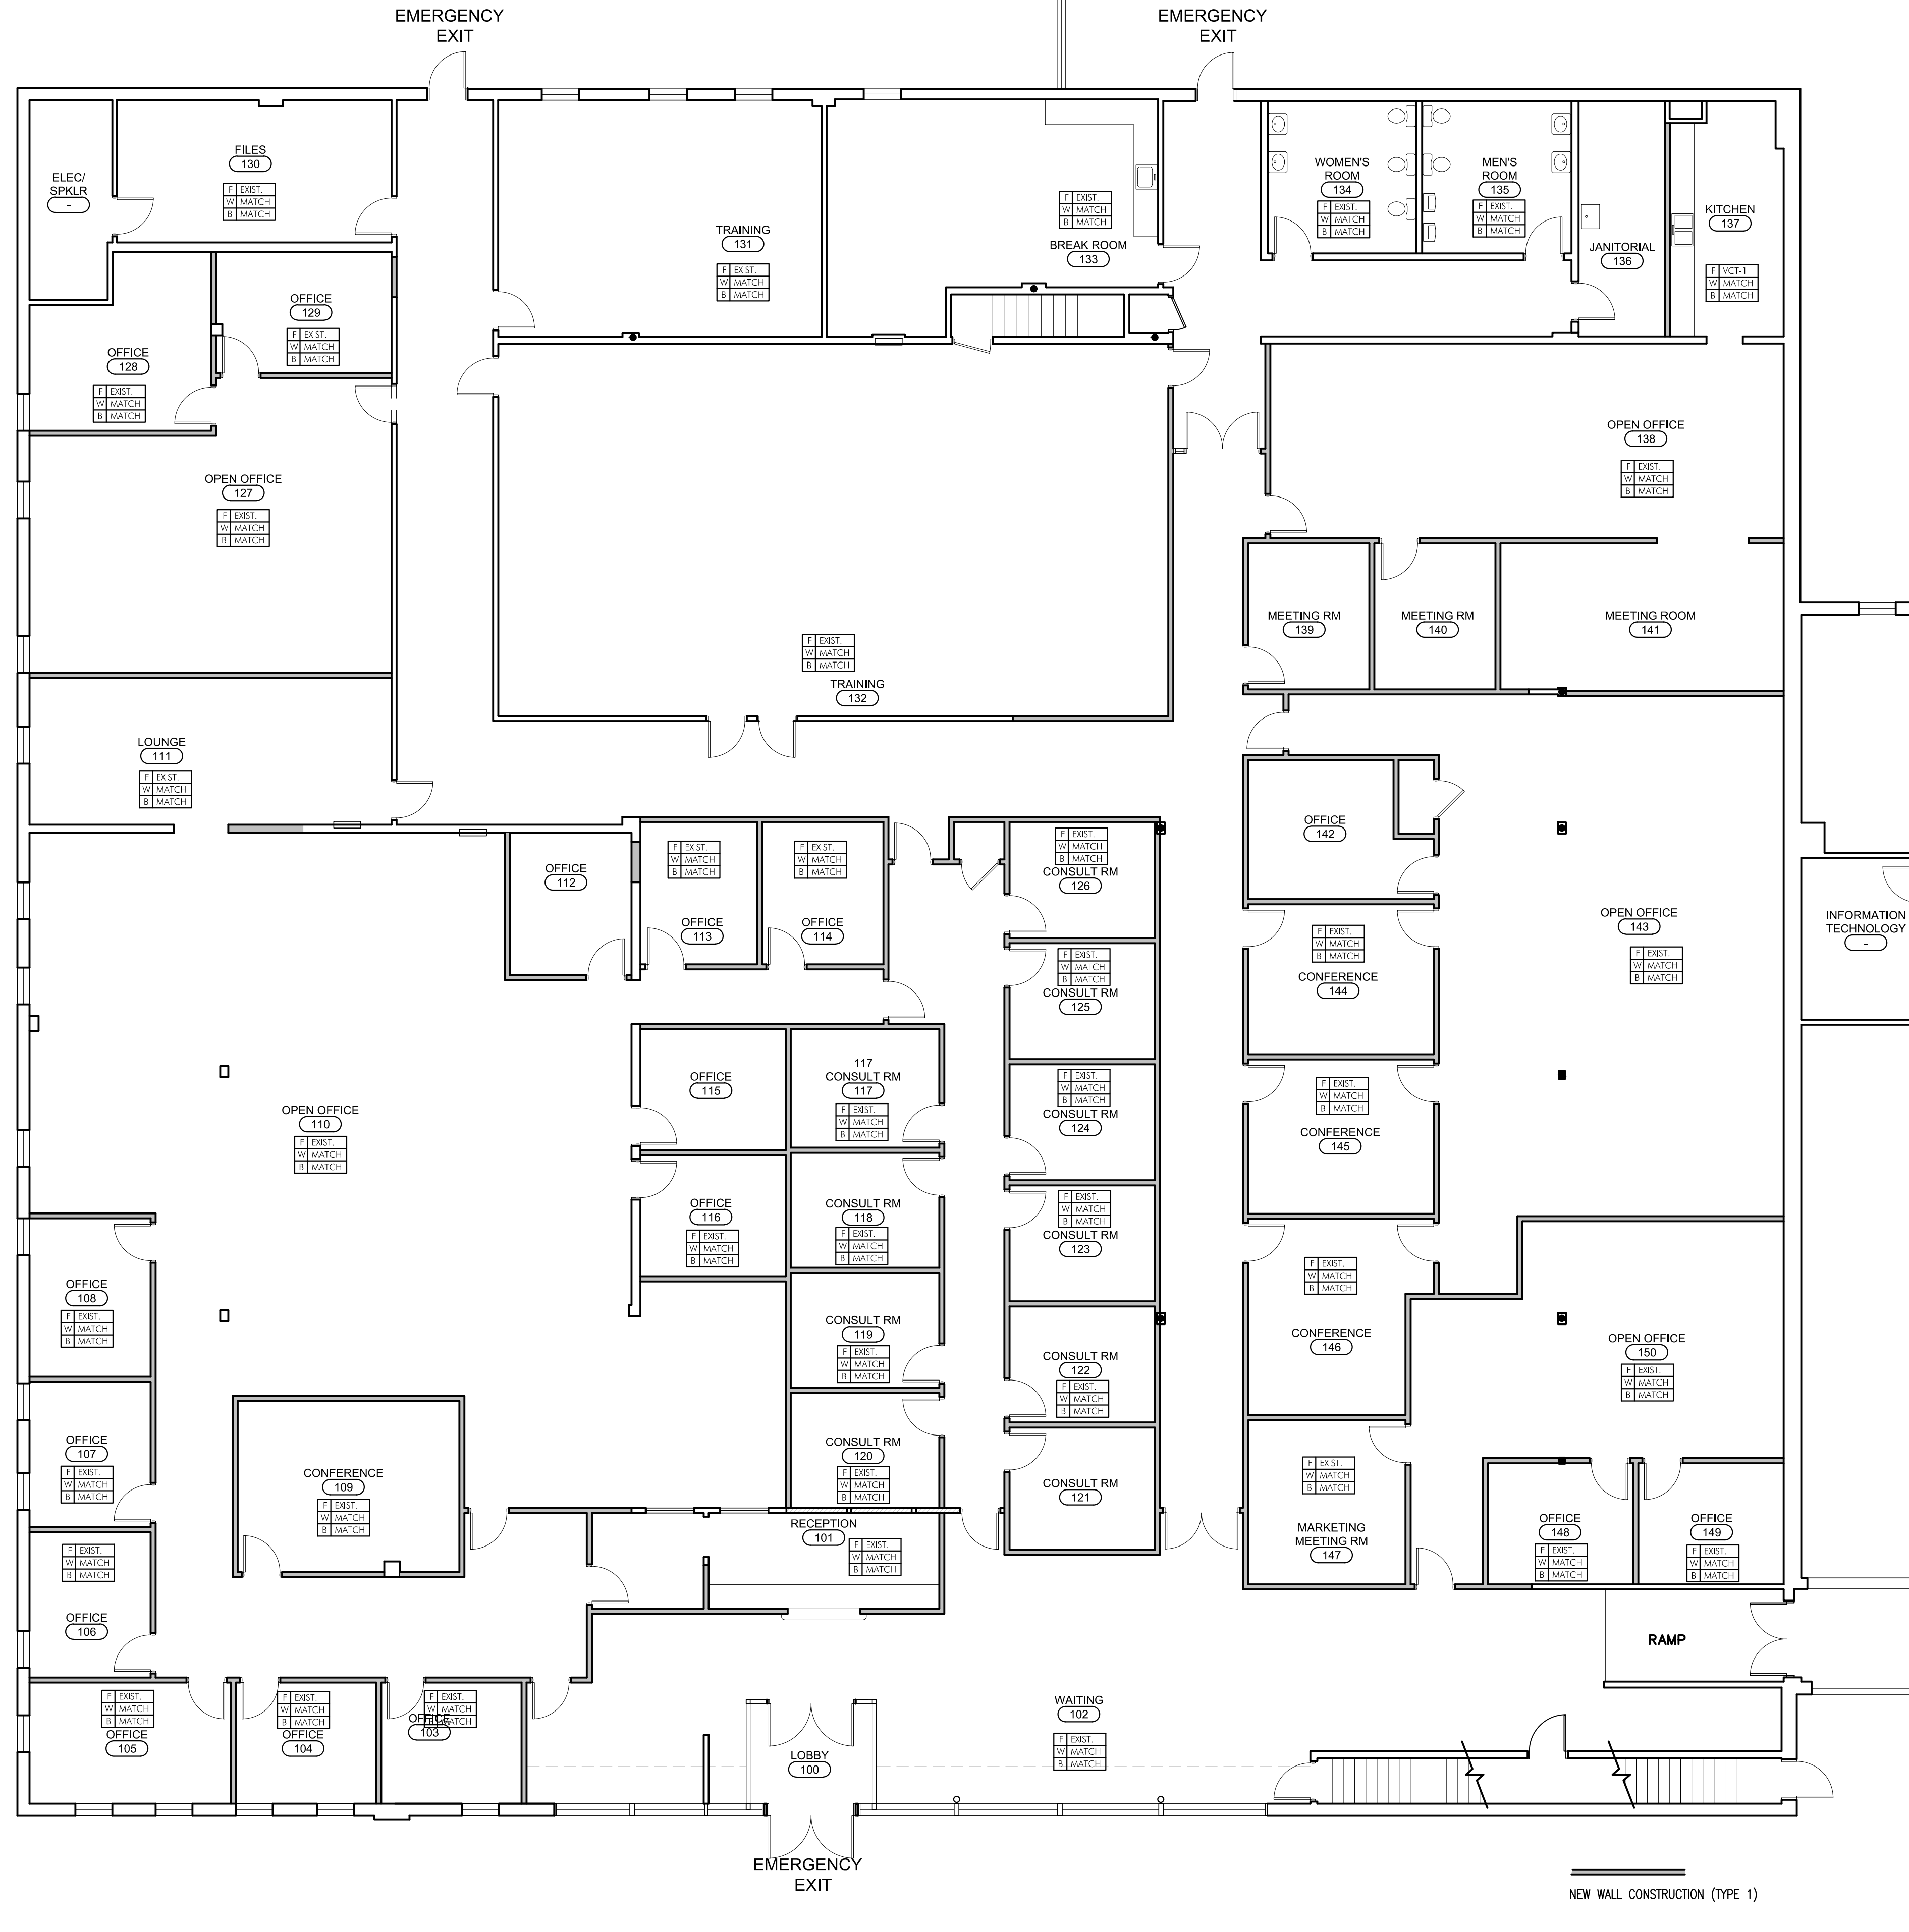 EMERGENCY
EXIT
EMERGENCY
EXIT
ELEC/
SPKLR
-
FILES
130
F EXIST.
W MATCH
B MATCH
TRAINING
131
F EXIST.
W MATCH
B MATCH
F EXIST.
W MATCH
B MATCH
BREAK ROOM
133
WOMEN'S
ROOM
134
F EXIST.
W MATCH
B MATCH
MEN'S
ROOM
135
F EXIST.
W MATCH
B MATCH
JANITORIAL
136
KITCHEN
137
F VCT-1
W MATCH
B MATCH
OFFICE
129
F EXIST.
W MATCH
B MATCH
OFFICE
128
F EXIST.
W MATCH
B MATCH
OPEN OFFICE
127
F EXIST.
W MATCH
B MATCH
OPEN OFFICE
138
F EXIST.
W MATCH
B MATCH
MEETING RM
139
MEETING RM
140
MEETING ROOM
141
F EXIST.
W MATCH
B MATCH
TRAINING
132
LOUNGE
111
F EXIST.
W MATCH
B MATCH
OFFICE
112
F EXIST.
W MATCH
B MATCH
OFFICE
113
F EXIST.
W MATCH
B MATCH
OFFICE
114
F EXIST.
W MATCH
B MATCH
CONSULT RM
126
OFFICE
142
OPEN OFFICE
143
F EXIST.
W MATCH
B MATCH
INFORMATION
TECHNOLOGY
-
F EXIST.
W MATCH
B MATCH
CONSULT RM
125
F EXIST.
W MATCH
B MATCH
CONFERENCE
144
OPEN OFFICE
110
F EXIST.
W MATCH
B MATCH
OFFICE
115
117
CONSULT RM
117
F EXIST.
W MATCH
B MATCH
F EXIST.
W MATCH
B MATCH
CONSULT RM
124
F EXIST.
W MATCH
B MATCH
CONFERENCE
145
OFFICE
116
F EXIST.
W MATCH
B MATCH
CONSULT RM
118
F EXIST.
W MATCH
B MATCH
F EXIST.
W MATCH
B MATCH
CONSULT RM
123
F EXIST.
W MATCH
B MATCH
CONFERENCE
146
OFFICE
108
F EXIST.
W MATCH
B MATCH
CONSULT RM
119
F EXIST.
W MATCH
B MATCH
CONSULT RM
122
F EXIST.
W MATCH
B MATCH
OPEN OFFICE
150
F EXIST.
W MATCH
B MATCH
OFFICE
107
F EXIST.
W MATCH
B MATCH
CONFERENCE
109
F EXIST.
W MATCH
B MATCH
CONSULT RM
120
F EXIST.
W MATCH
B MATCH
CONSULT RM
121
F EXIST.
W MATCH
B MATCH
MARKETING
MEETING RM
147
OFFICE
148
F EXIST.
W MATCH
B MATCH
OFFICE
149
F EXIST.
W MATCH
B MATCH
RECEPTION
101
F EXIST.
W MATCH
B MATCH
F EXIST.
W MATCH
B MATCH
OFFICE
106
RAMP
F EXIST.
W MATCH
B MATCH
OFFICE
105
F EXIST.
W MATCH
B MATCH
OFFICE
104
F EXIST.
W MATCH
B MATCH
OFFICE
103
LOBBY
100
WAITING
102
F EXIST.
W MATCH
B MATCH
EMERGENCY
EXIT
NEW WALL CONSTRUCTION (TYPE 1)